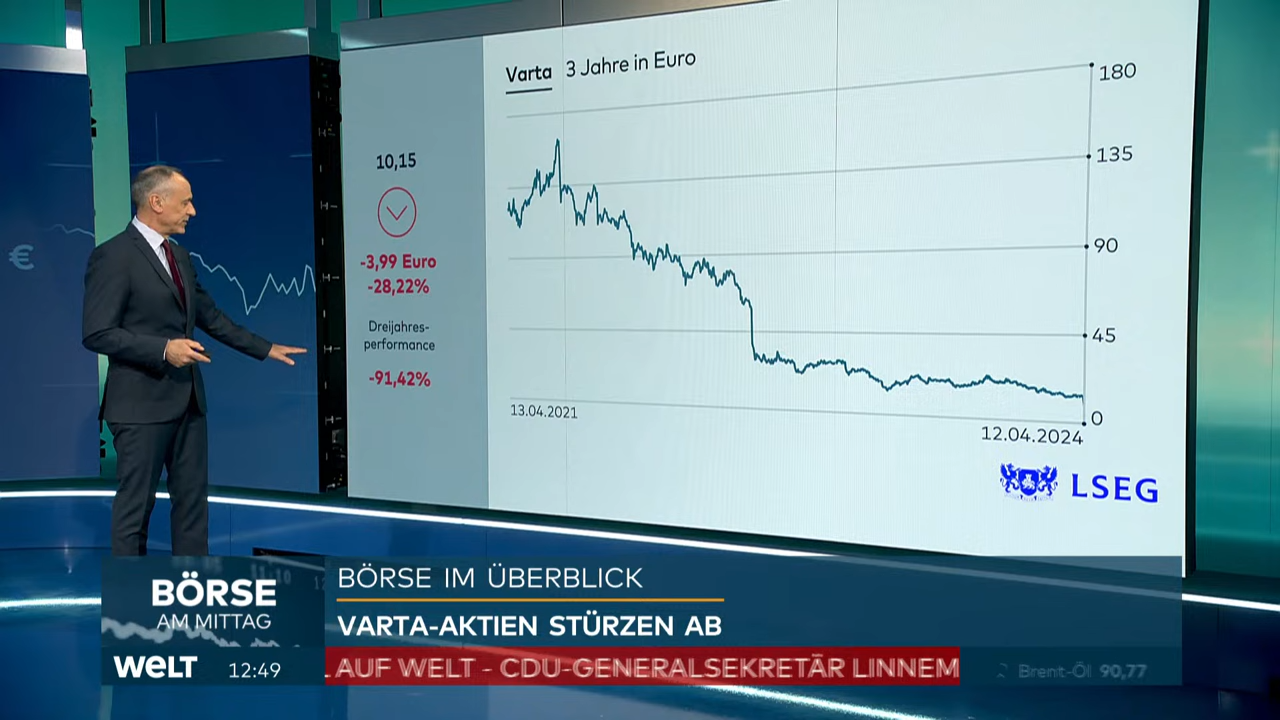 Varta 3 Jahre in Euro
180
135
90
45
0
10,15
-3,99 Euro
-28,22%
Dreijahres-
performance
-91,42%
13.04.2021
12.04.2024
LSEG
€
BÖRSE
AM MITTAG
BÖRSE IM ÜBERBLICK
VARTA-AKTIEN STÜRZEN AB
welt 12:49
AUF WELT - CDU-GENERALSEKRETÄR LINNEM
Brent-Öl 90,77